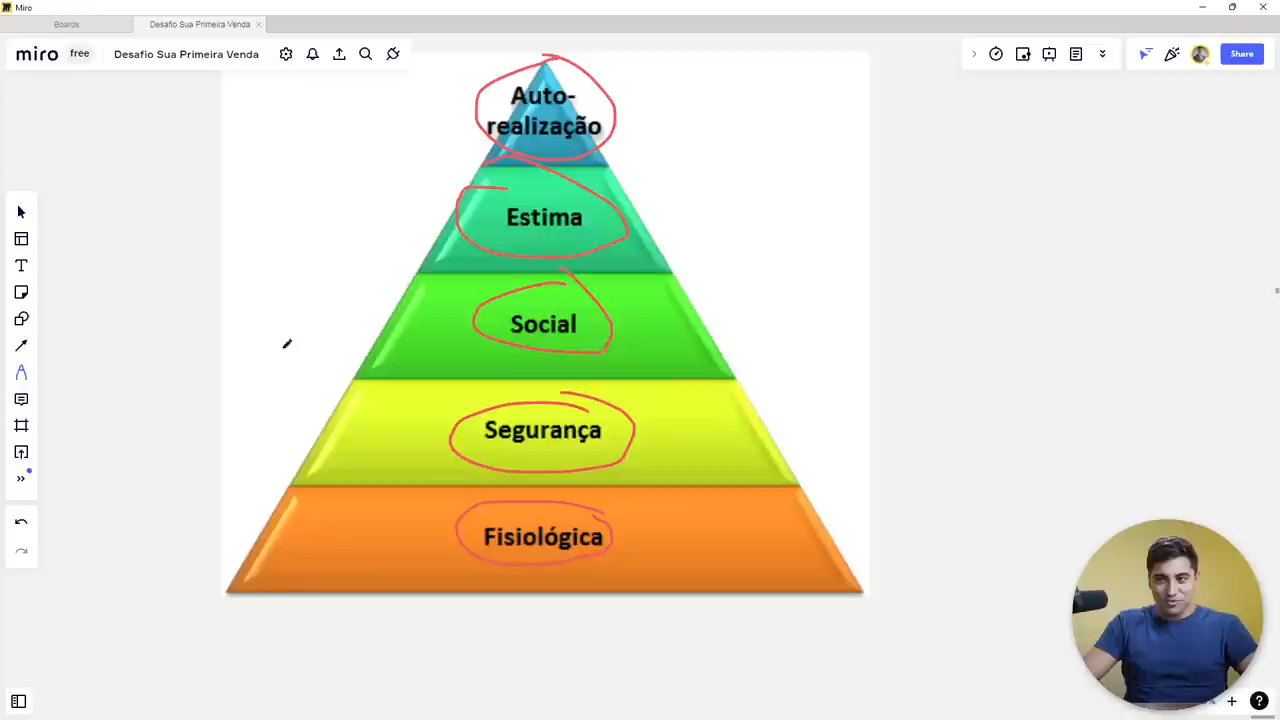 Miro
Boards
Desafio Sua Primeira Venda
miro free Desafio Sua Primeira Venda
Share
Auto-
realização
Estima
Social
Segurança
Fisiológica